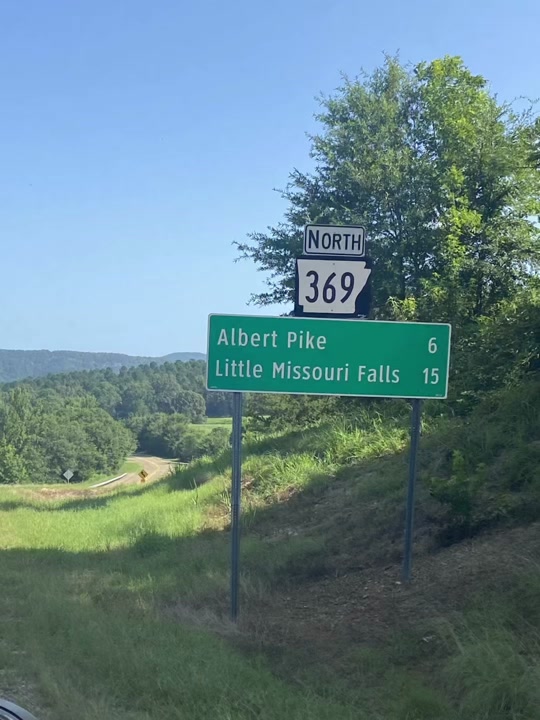 NORTH
369
Albert Pike 6
Little Missouri Falls 15